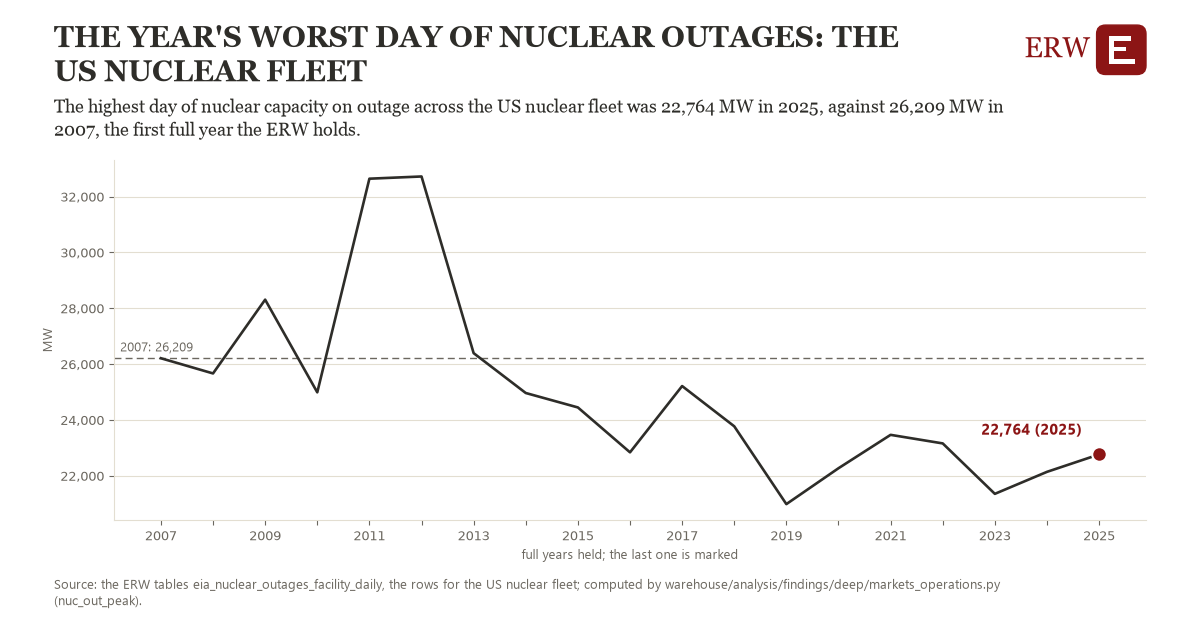 THE YEAR'S WORST DAY OF NUCLEAR OUTAGES: THE
US NUCLEAR FLEET
ERW E
The highest day of nuclear capacity on outage across the US nuclear fleet was 22,764 MW in 2025, against 26,209 MW in
2007, the first full year the ERW holds.
32,000
30,000
28,000
26,000
24,000
22,000
MW
2007: 26,209
22,764 (2025)
2007 2009 2011 2013 2015 2017 2019 2021 2023 2025
full years held; the last one is marked
Source: the ERW tables eia_nuclear_outages_facility_daily, the rows for the US nuclear fleet; computed by warehouse/analysis/findings/deep/markets_operations.py
(nuc_out_peak).